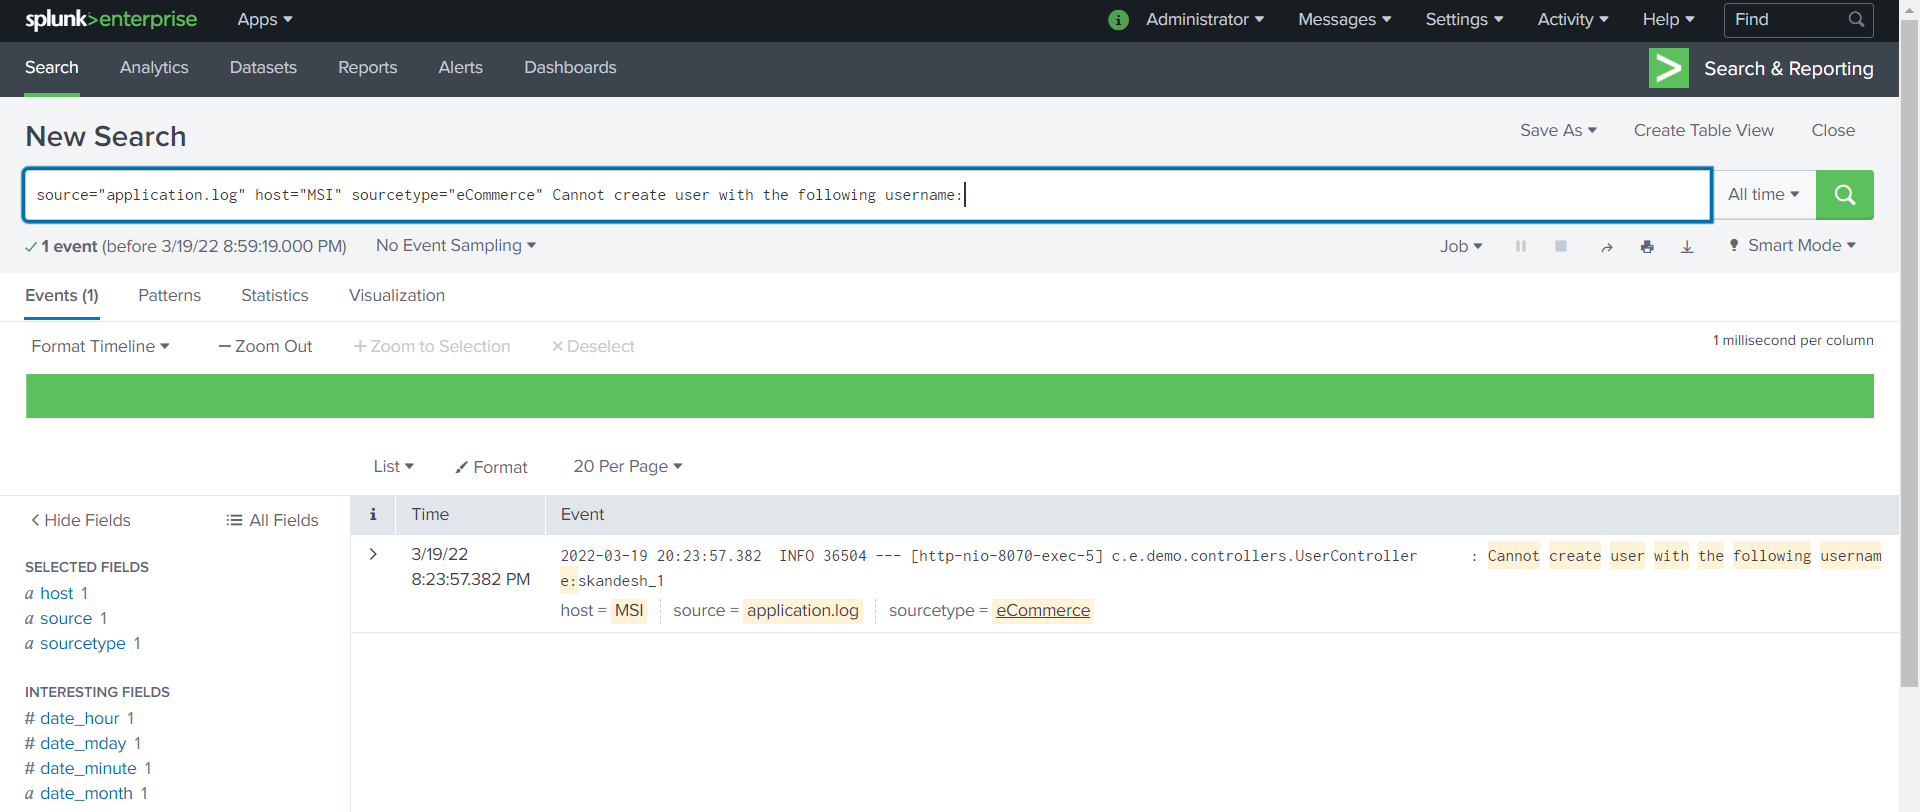 splunk>enterprise Apps Administrator Messages Settings Activity Help Find
Search Analytics Datasets Reports Alerts Dashboards Search & Reporting
New Search Save As Create Table View Close
source="application.log" host="MSI" sourcetype="eCommerce" Cannot create user with the following username: All time
1 event (before 3/19/22 8:59:19.000 PM) No Event Sampling Job Smart Mode
Events (1) Patterns Statistics Visualization
Format Timeline Zoom Out Zoom to Selection Deselect 1 millisecond per column
List Format 20 Per Page
Hide Fields All Fields
SELECTED FIELDS
a host 1
a source 1
a sourcetype 1
INTERESTING FIELDS
# date_hour 1
# date_mday 1
# date_minute 1
a date_month 1
i Time Event
3/19/22
8:23:57.382 PM
2022-03-19 20:23:57.382 INFO 36504 --- [http-nio-8070-exec-5] c.e.demo.controllers.UserController : Cannot create user with the following usernam
e:skandesh_1
host = MSI source = application.log sourcetype = eCommerce